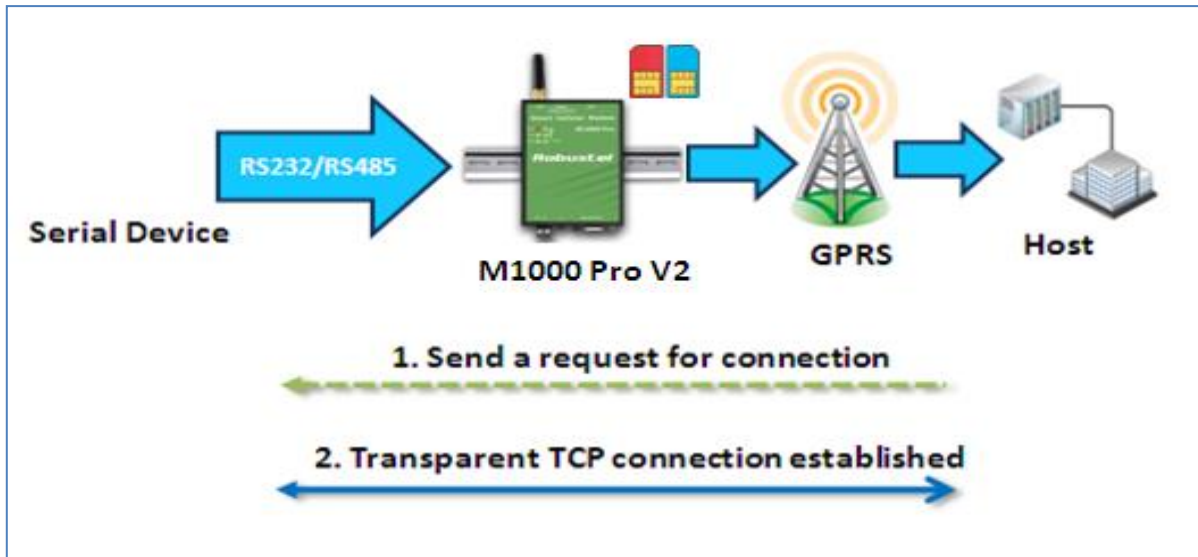 RS232/RS485
Robustel
Serial Device
M1000 Pro V2
GPRS
Host
1. Send a request for connection
2. Transparent TCP connection established